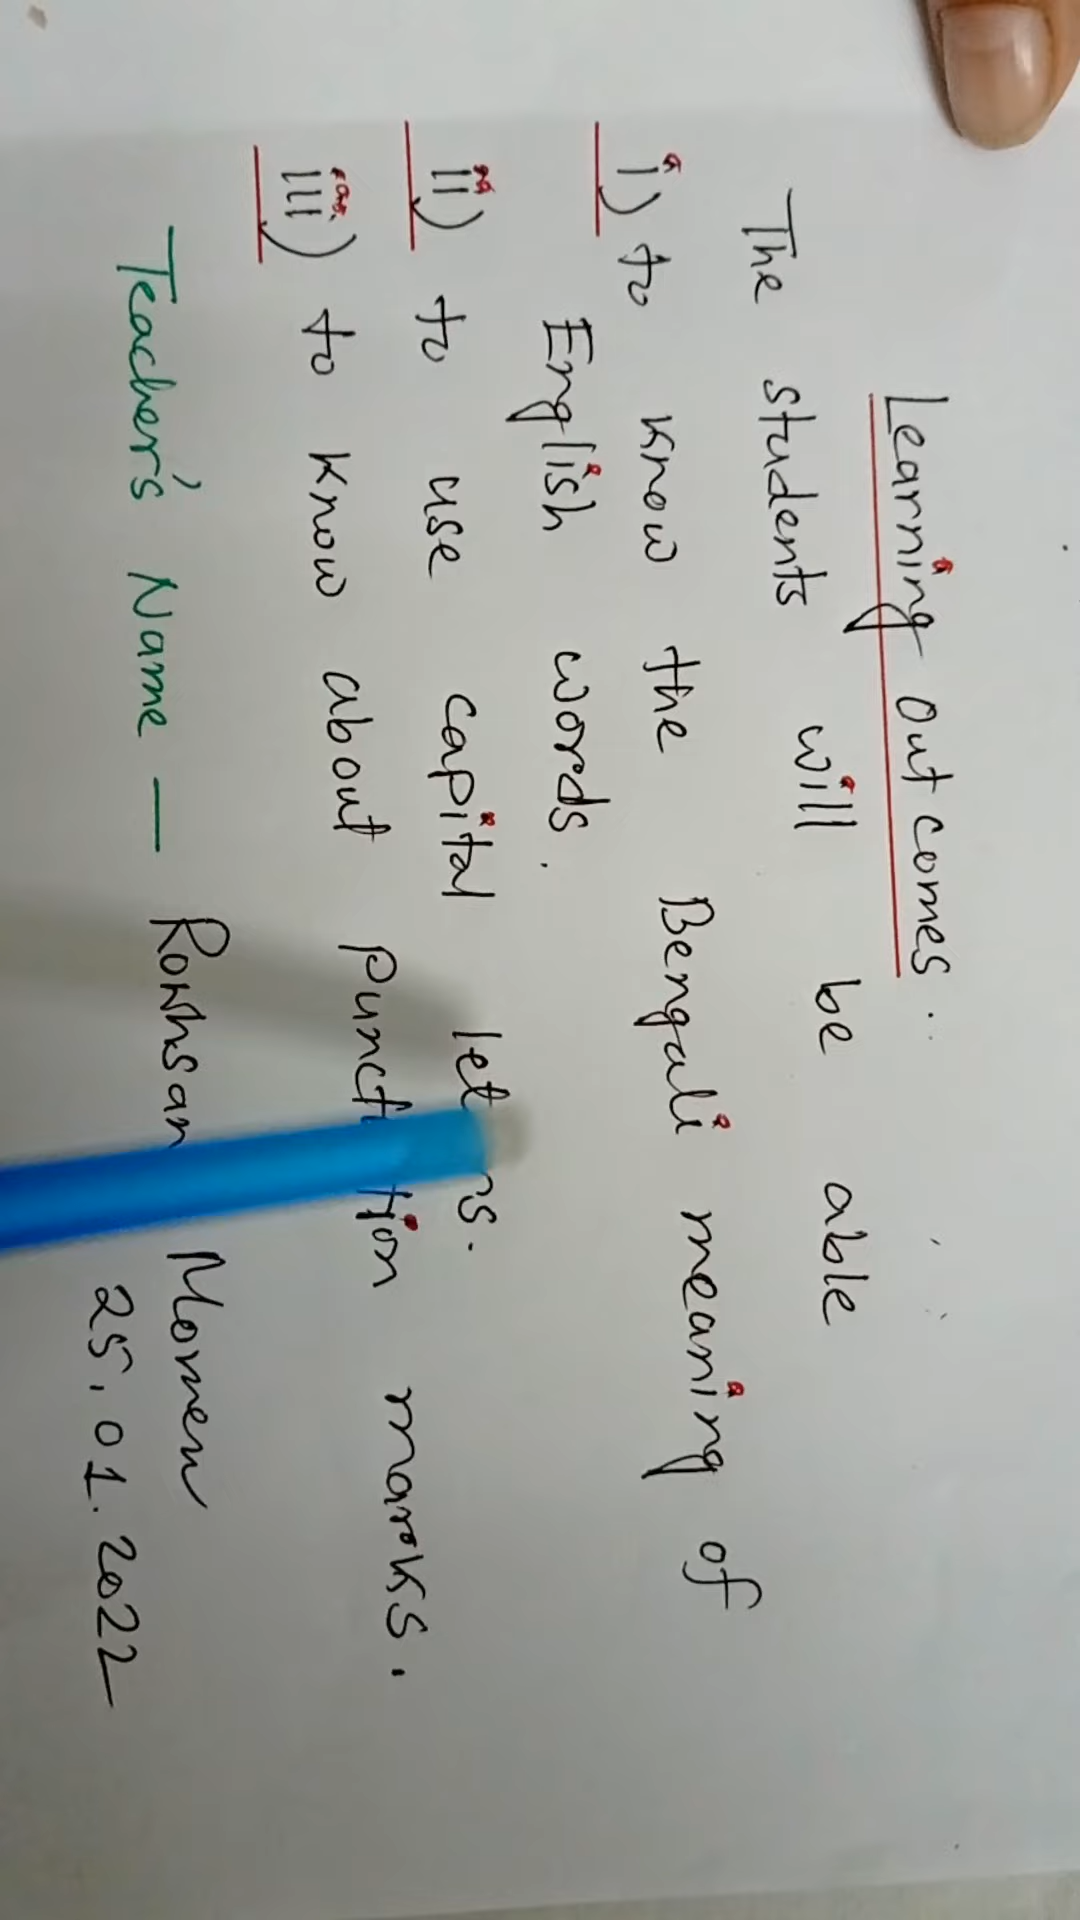 Learning Out comes.
The students will be able
i) to know the Bengali meaning of
English words.
ii) to use capital
iii) to know about marks.
Teacher's Name — Momen
25.01.2022